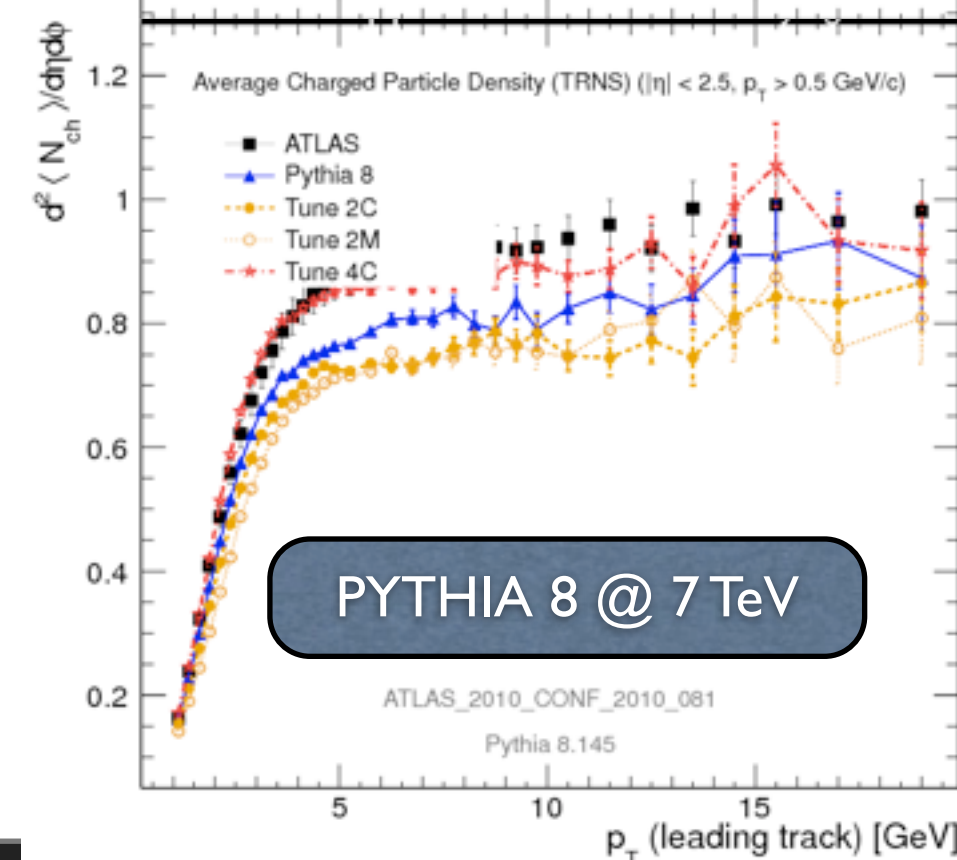 d² ⟨ N_ch ⟩/dηdϕ
1.2
1
0.8
0.6
0.4
0.2
Average Charged Particle Density (TRNS) (|η| < 2.5, p_T > 0.5 GeV/c)
ATLAS
Pythia 8
Tune 2C
Tune 2M
Tune 4C
PYTHIA 8 @ 7 TeV
ATLAS_2010_CONF_2010_081
Pythia 8.145
5
10
15
p_T (leading track) [GeV]